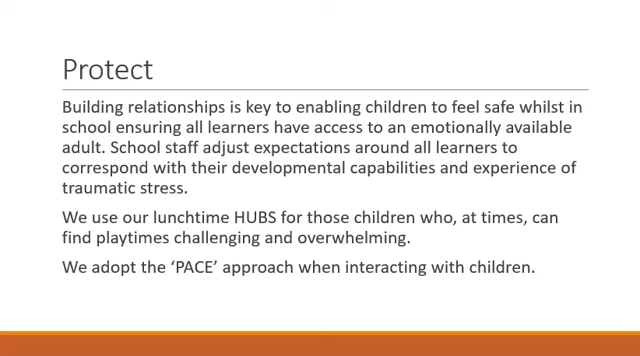 Protect
Building relationships is key to enabling children to feel safe whilst in
school ensuring all learners have access to an emotionally available
adult. School staff adjust expectations around all learners to
correspond with their developmental capabilities and experience of
traumatic stress.
We use our lunchtime HUBS for those children who, at times, can
find playtimes challenging and overwhelming.
We adopt the ‘PACE’ approach when interacting with children.